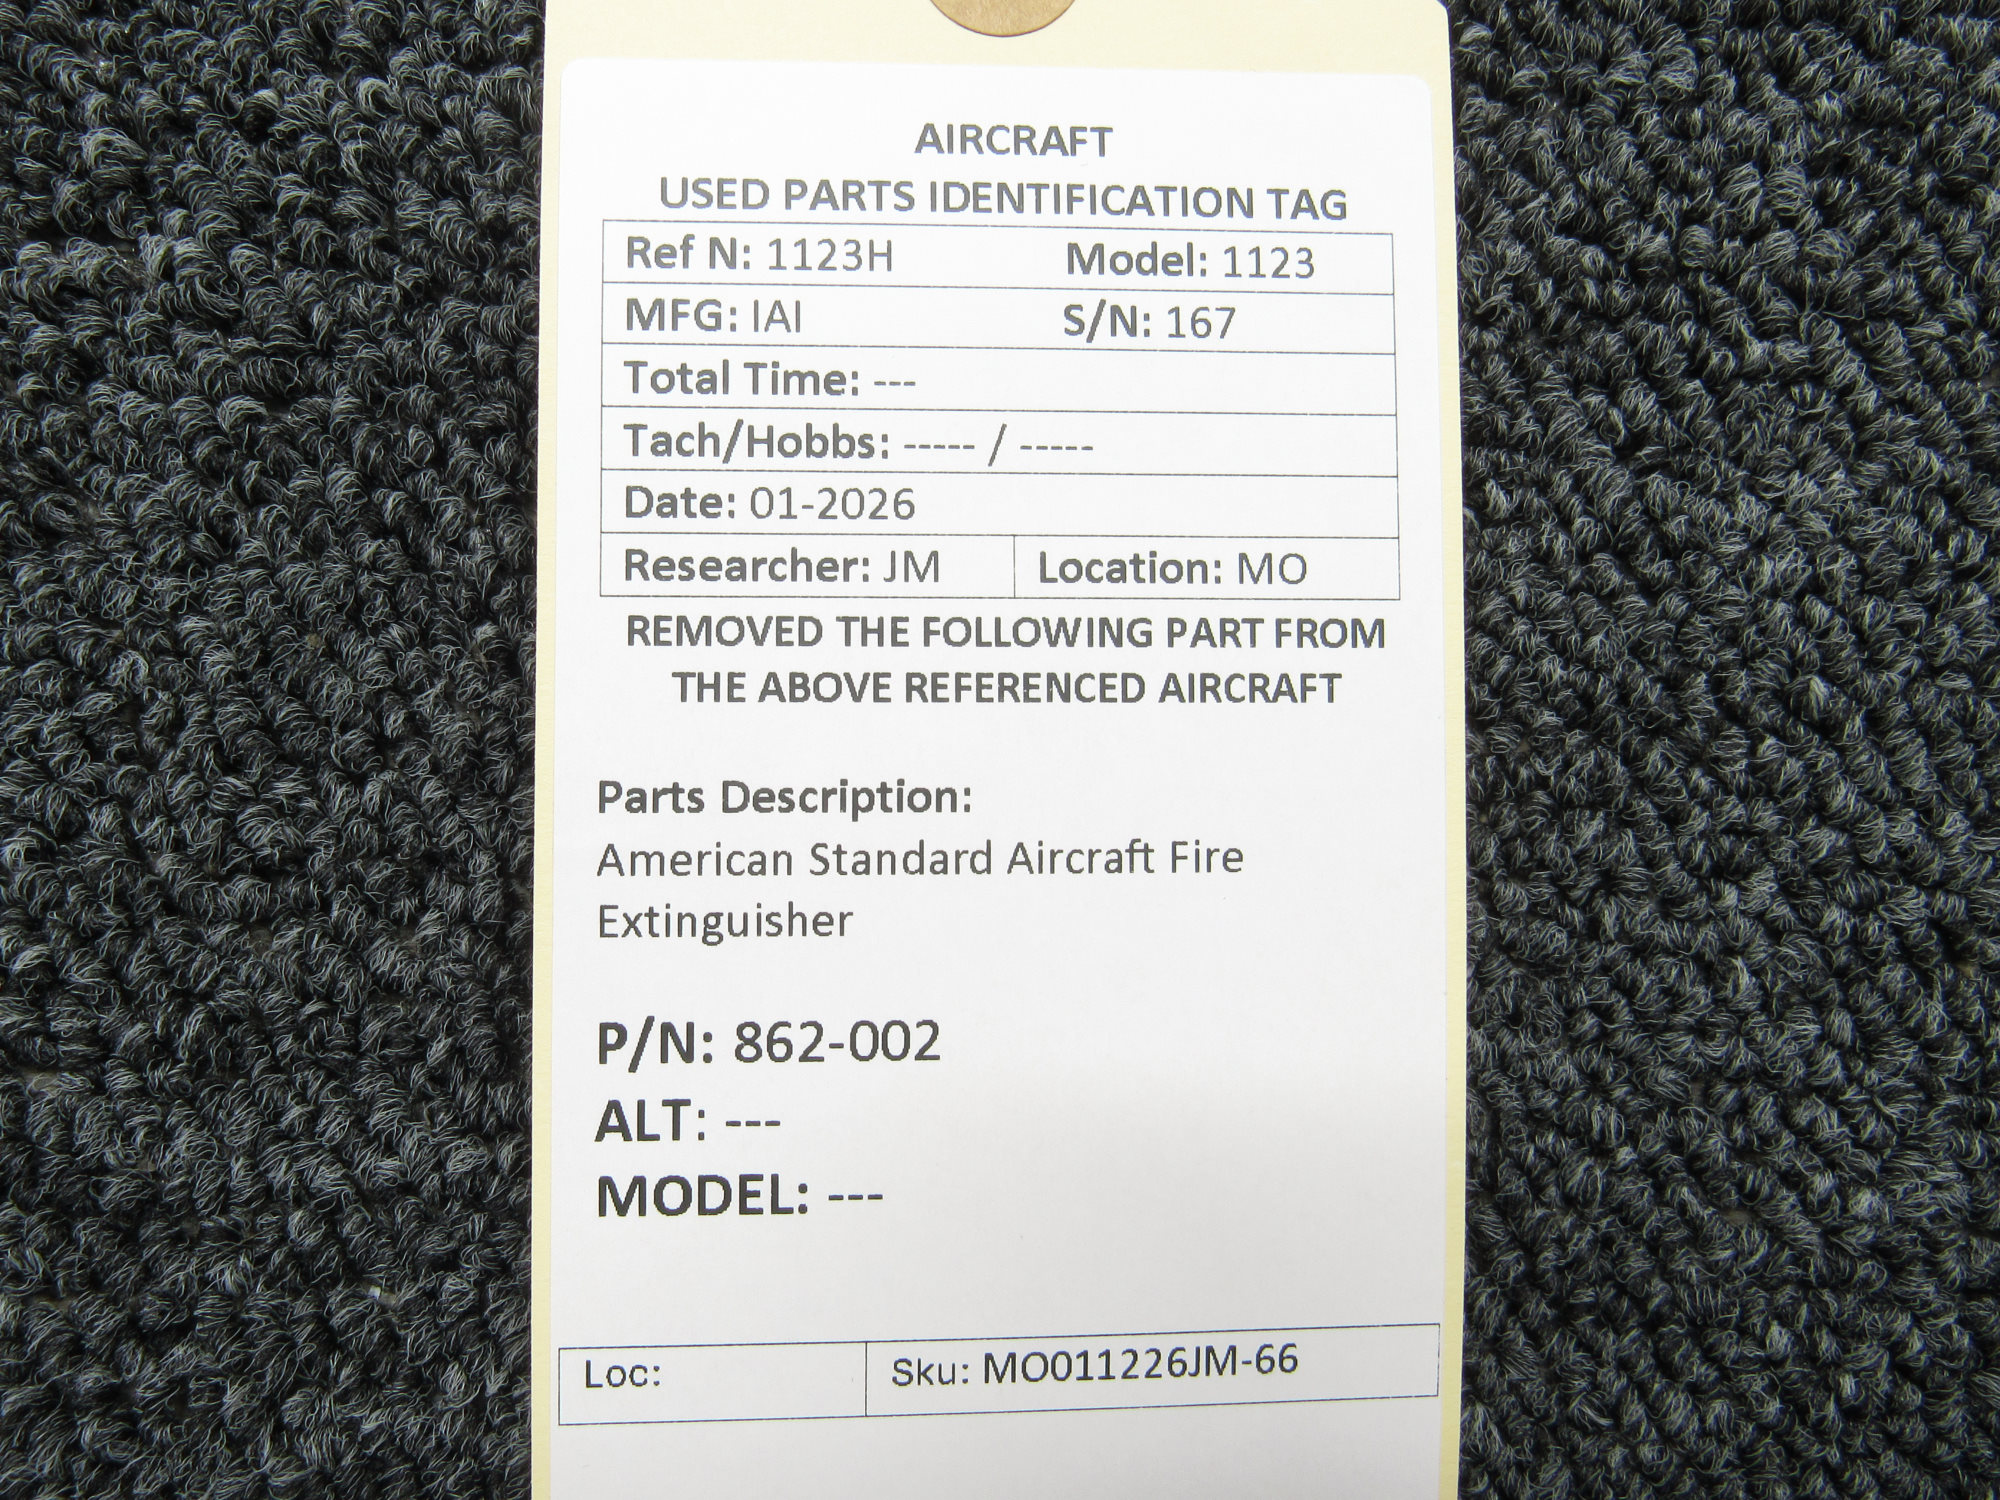 AIRCRAFT
USED PARTS IDENTIFICATION TAG
Ref N: 1123H Model: 1123
MFG: IAI S/N: 167
Total Time: ---
Tach/Hobbs: ----- / -----
Date: 01-2026
Researcher: JM Location: MO
REMOVED THE FOLLOWING PART FROM
THE ABOVE REFERENCED AIRCRAFT
Parts Description:
American Standard Aircraft Fire
Extinguisher
P/N: 862-002
ALT: ---
MODEL: ---
Loc: Sku: MO011226JM-66